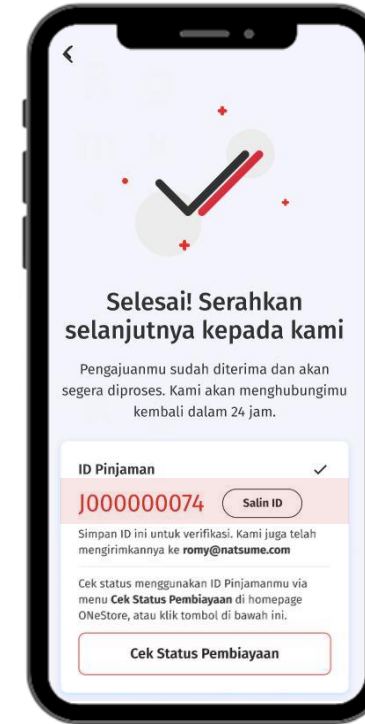 Selesai! Serahkan
selanjutnya kepada kami
Pengajuanmu sudah diterima dan akan
segera diproses. Kami akan menghubungimu
kembali dalam 24 jam.
ID Pinjaman
J000000074 Salin ID
Simpan ID ini untuk verifikasi. Kami juga telah
mengirimkannya ke romy@natsume.com
Cek status menggunakan ID Pinjamanmu via
menu Cek Status Pembiayaan di homepage
ONeStore, atau klik tombol di bawah ini.
Cek Status Pembiayaan